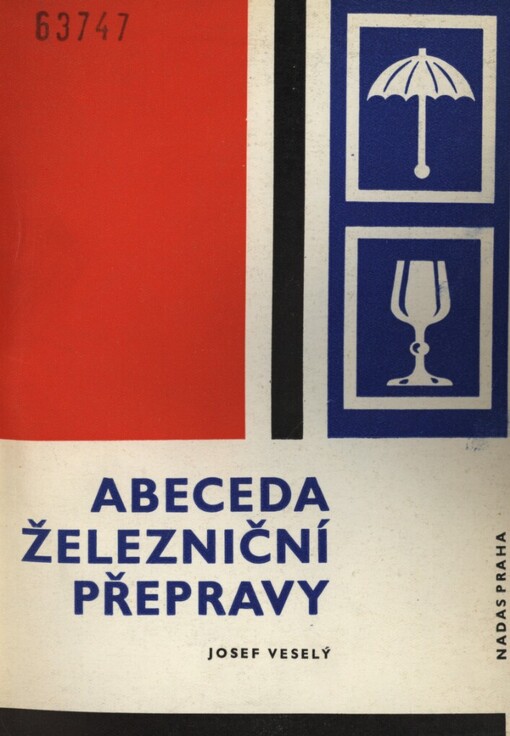 63747
ABECEDA
ŽELEZNIČNÍ
PŘEPRAVY
JOSEF VESELÝ
NADAS PRAHA